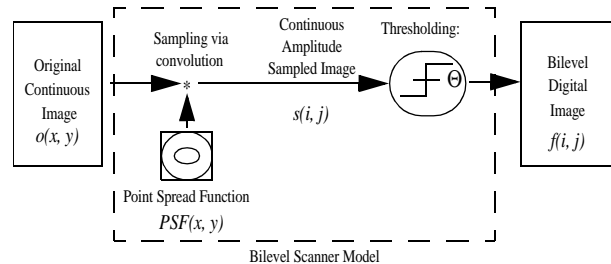 Original
Continuous
Image
o(x, y)
Sampling via
convolution
*
Point Spread Function
PSF(x, y)
Continuous
Amplitude
Sampled Image
s(i, j)
Thresholding:
Θ
Bilevel
Digital
Image
f(i, j)
Bilevel Scanner Model